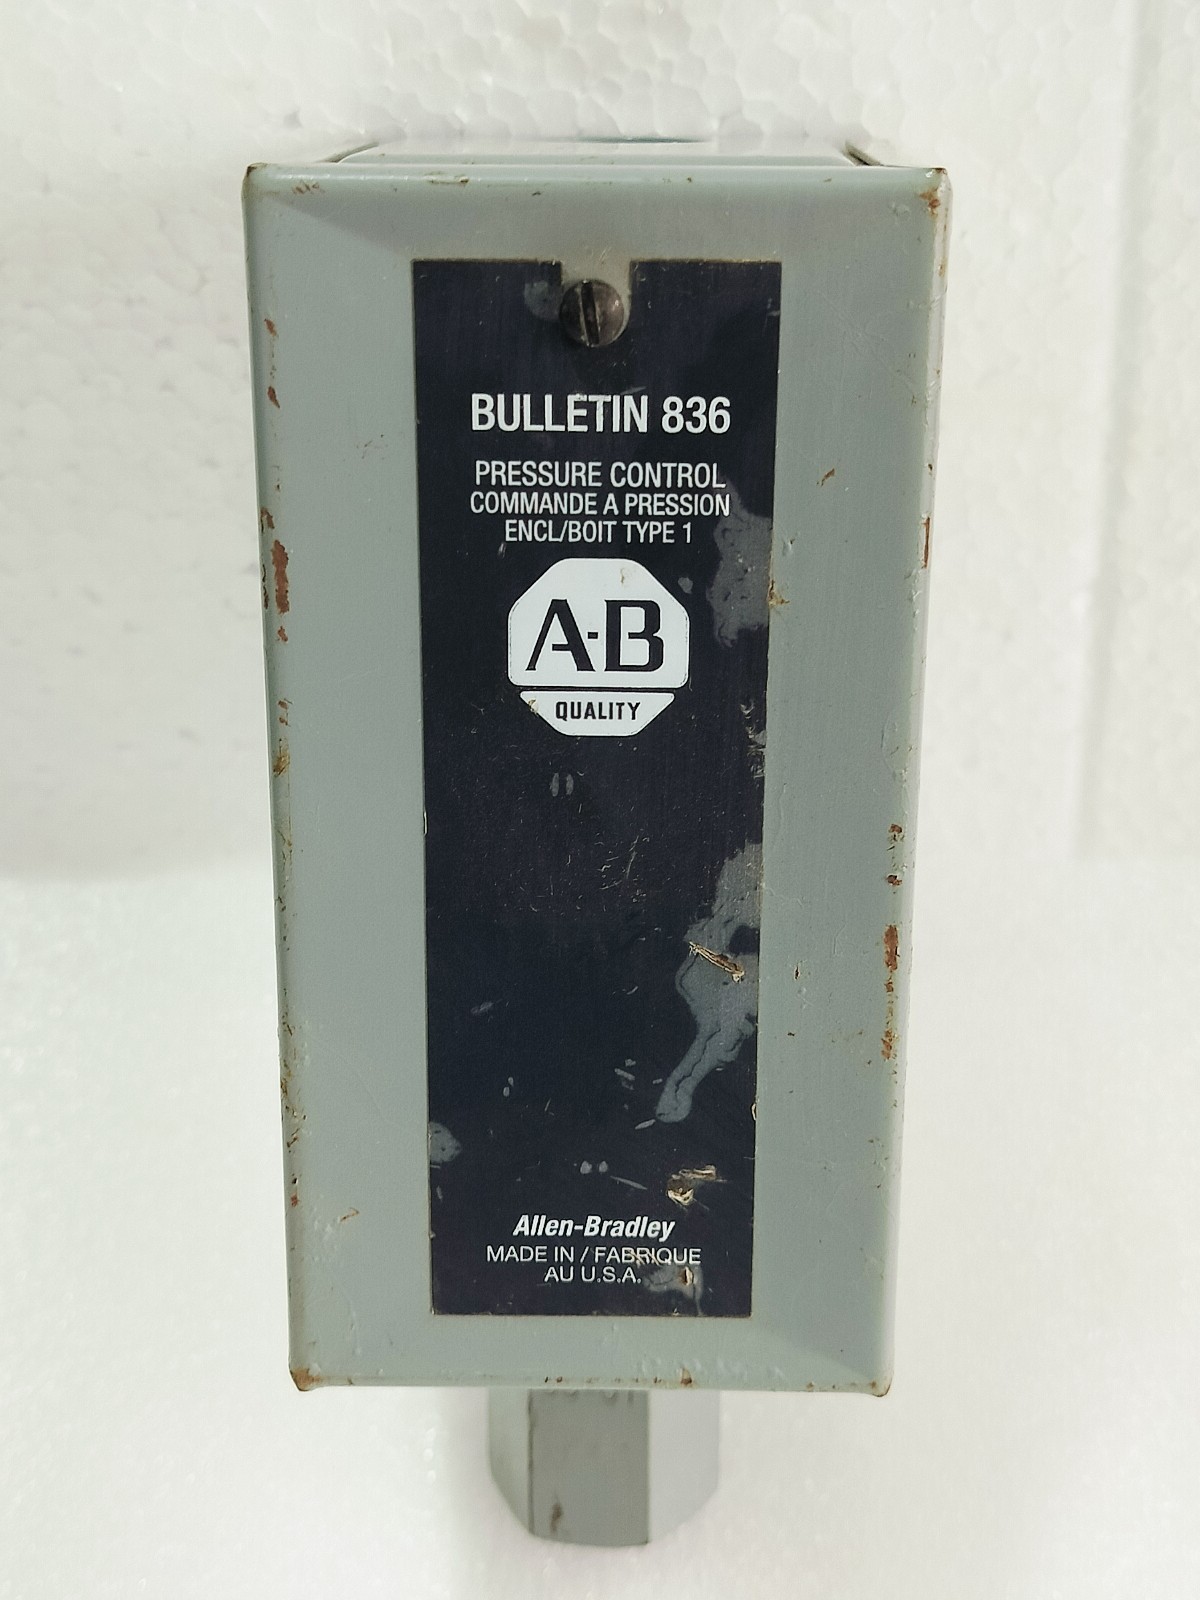 BULLETIN 836
PRESSURE CONTROL
COMMANDE A PRESSION
ENCL/BOIT TYPE 1
A-B
QUALITY
Allen-Bradley
MADE IN / FABRIQUE
AU U.S.A.